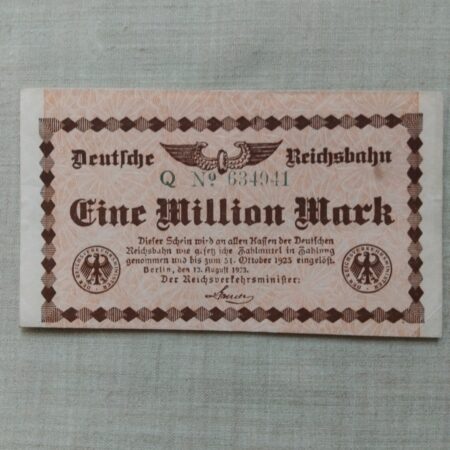 Deutsche Reichsbahn
Q Nº 634941
Eine Million Mark
Dieser Schein wird an allen Kassen der Deutschen
Reichsbahn wie gesetzliche Zahlmittel in Zahlung
genommen und bis zum 31. Oktober 1923 eingelöst.
Berlin, den 13. August 1923.
Der Reichsverkehrsminister: